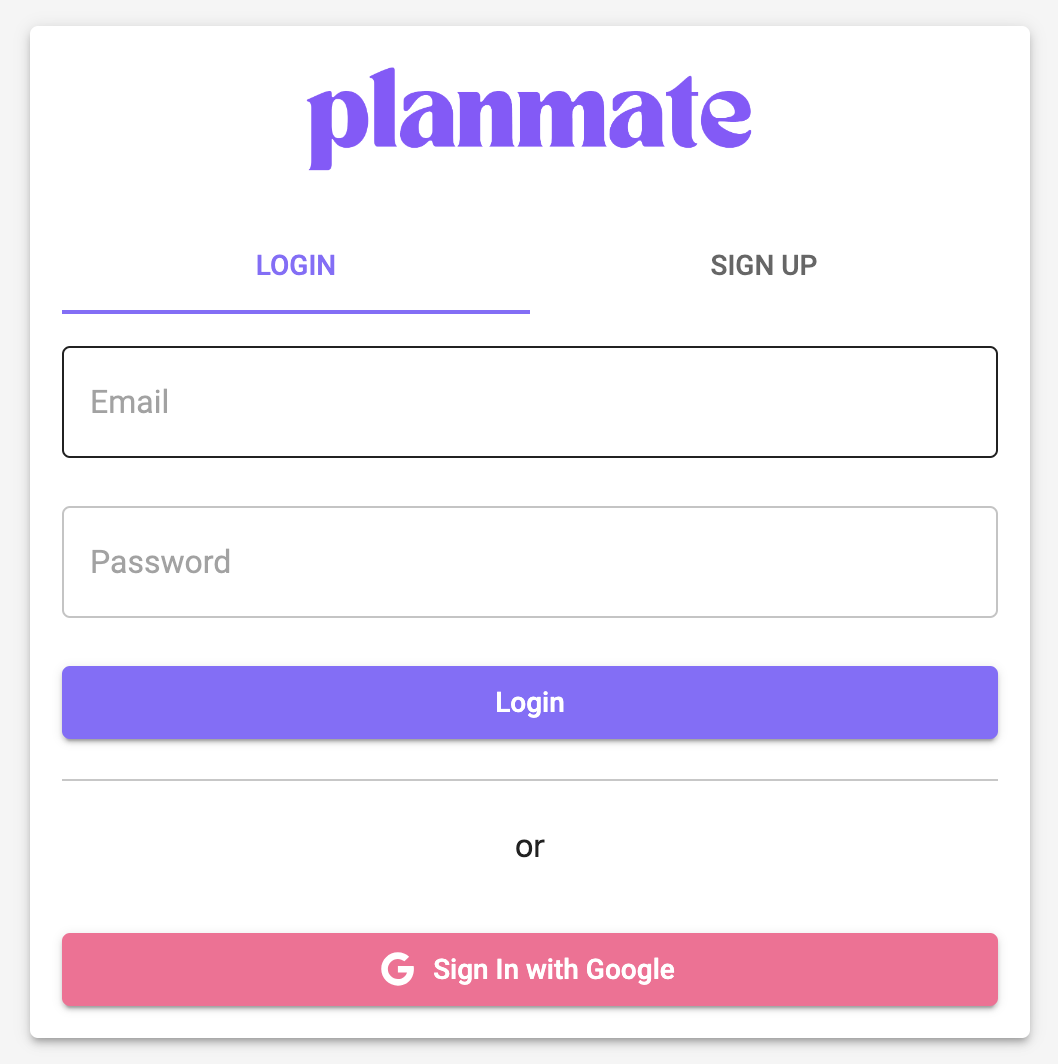 planmate
LOGIN
SIGN UP
Email
Password
Login
or
Sign In with Google